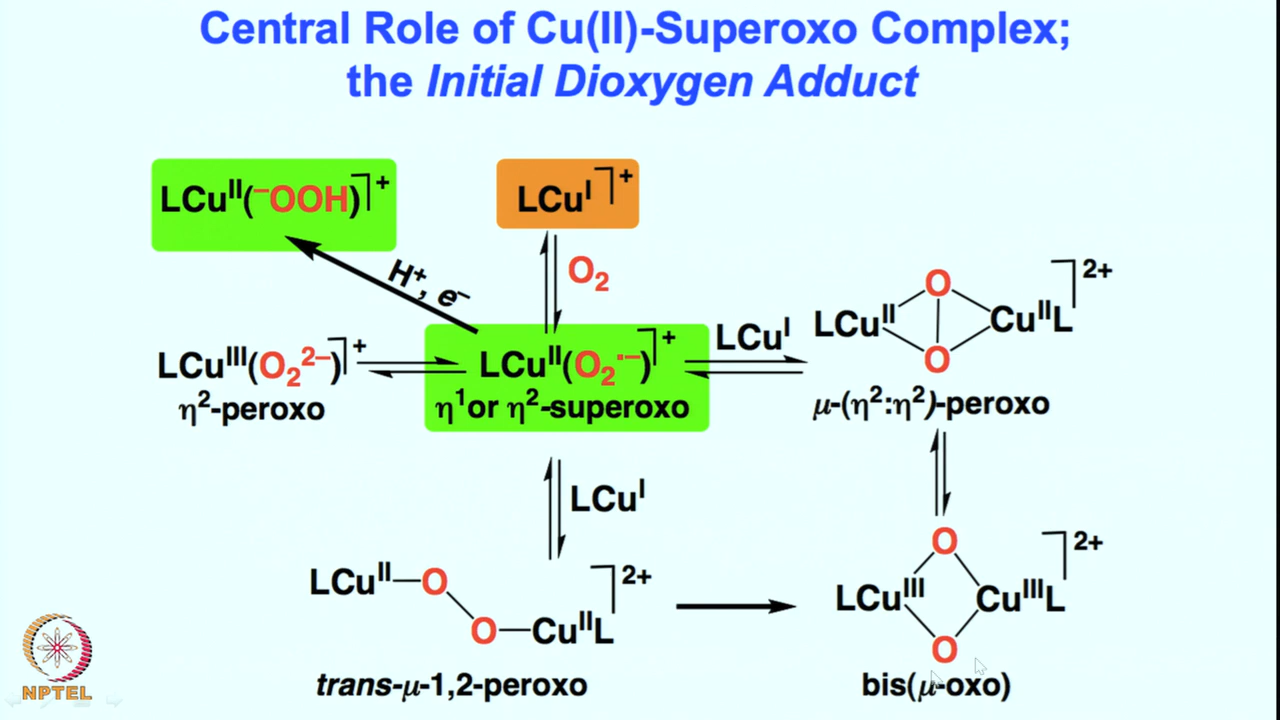 Central Role of Cu(II)-Superoxo Complex;
the Initial Dioxygen Adduct
LCuᴵᴵ(⁻OOH)⁺
LCuᴵ⁺
O₂
H⁺, e⁻
LCuᴵᴵᴵ(O₂²⁻)⁺
η²-peroxo
LCuᴵᴵ(O₂·⁻)⁺
η¹or η²-superoxo
LCuᴵ
LCuᴵᴵ O O CuᴵᴵL 2+
μ-(η²:η²)-peroxo
LCuᴵ
LCuᴵᴵ–O
O–CuᴵᴵL 2+
trans-μ-1,2-peroxo
LCuᴵᴵᴵ O O CuᴵᴵᴵL 2+
bis(μ-oxo)
NPTEL